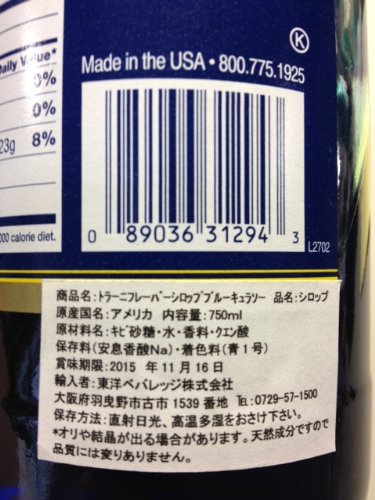 K
Daily Value*
0%
0%
23g 8%
000 calorie diet.
Made in the USA • 800.775.1925
0 89036 31294 3
L2702
商品名:トラーニフレーバーシロップブルーキュラソー 品名:シロップ
原産国名:アメリカ 内容量:750ml
原材料名:キビ砂糖・水・香料・クエン酸
保存料(安息香酸Na)・着色料(青1号)
賞味期限:2015 年 11 月 16 日
輸入者名:東洋ベバレッジ株式会社
大阪府羽曳野市古市 1539 番地 Tel. 0729-57-1500
保存方法:直射日光、高温多湿をおさけ下さい。
*オリや結晶が出る場合があります。天然成分ですので
品質には変りありません。